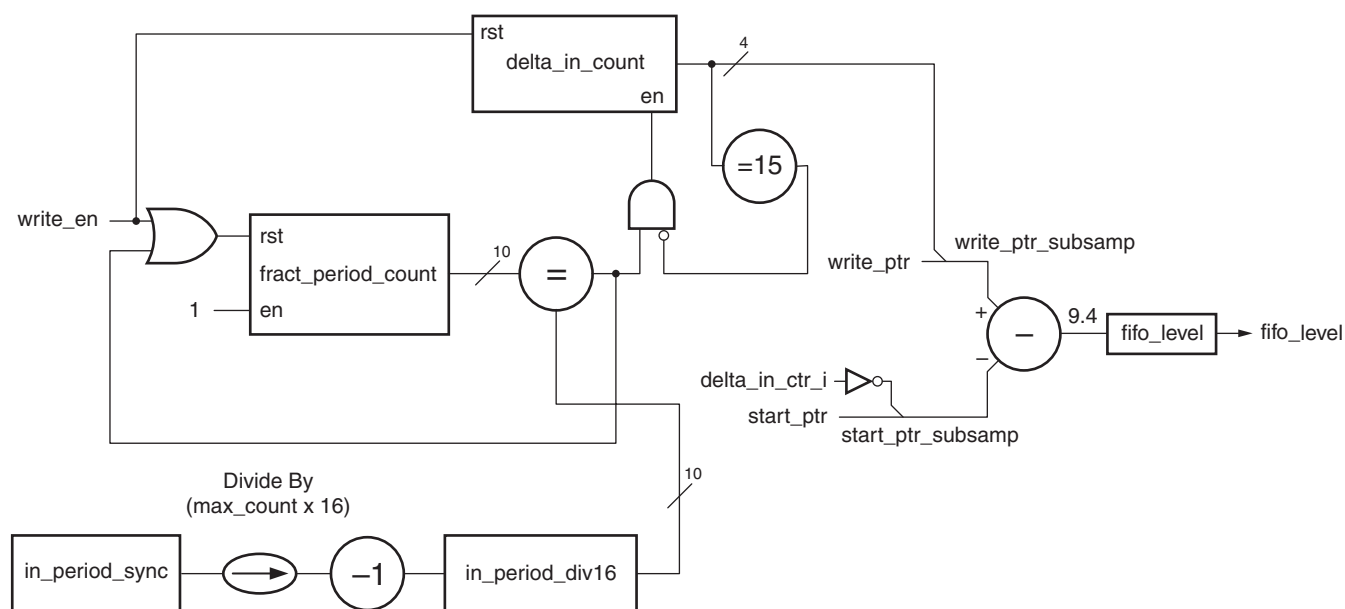 rst
delta_in_count
en
4
=15
write_en
rst
fract_period_count
1
en
10
=
write_ptr_subsamp
write_ptr
+
–
–
9.4
fifo_level
fifo_level
delta_in_ctr_i
start_ptr
start_ptr_subsamp
10
Divide By
(max_count x 16)
in_period_sync
–1
in_period_div16